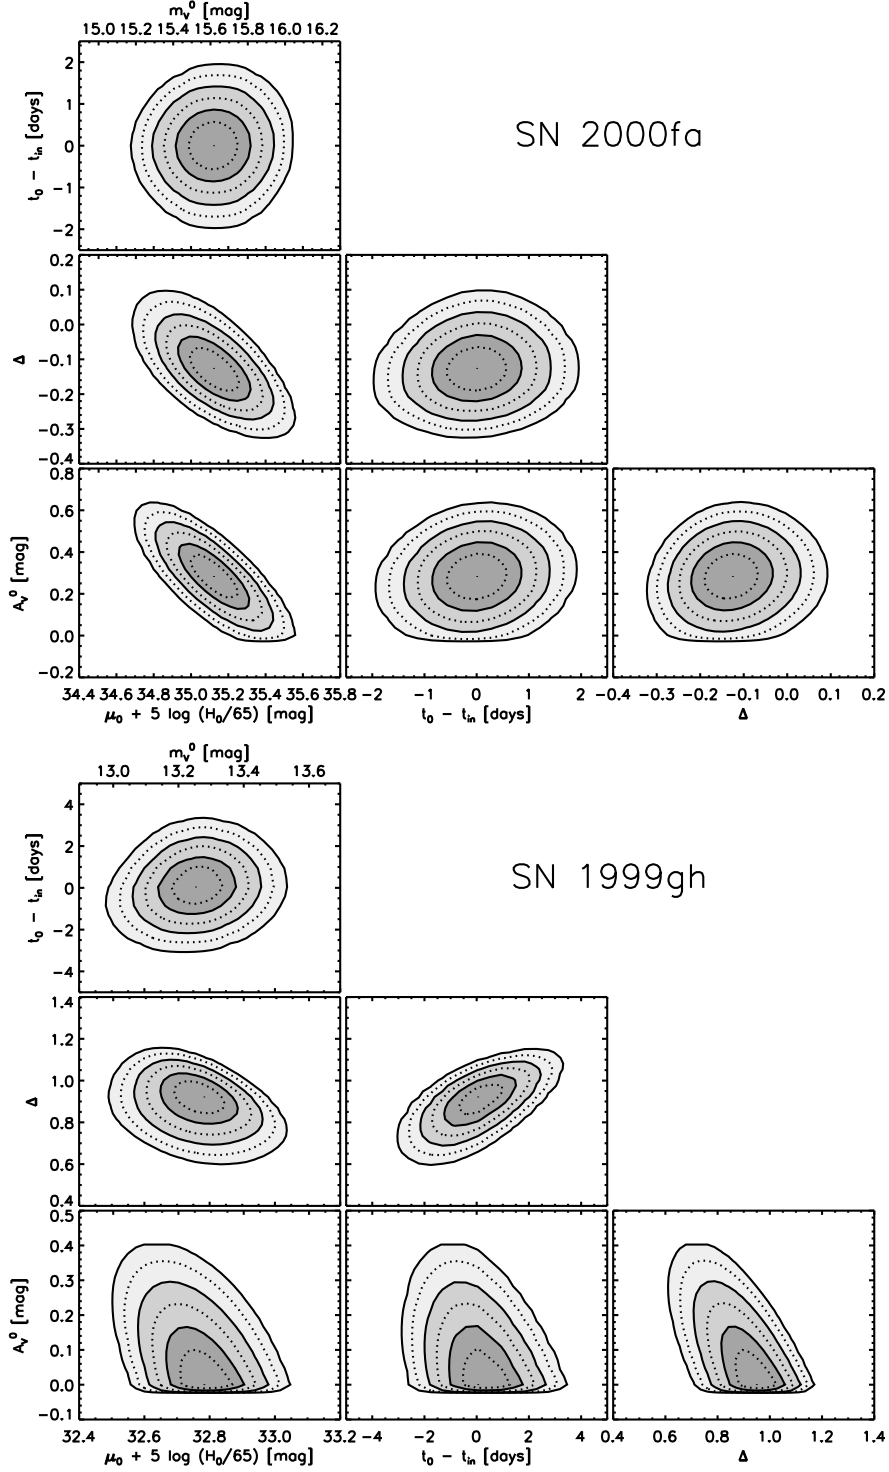 m_V^0 [mag]
15.0 15.2 15.4 15.6 15.8 16.0 16.2
2
1
0
−1
−2
t_0 − t_in [days]
SN 2000fa
0.2
0.1
0.0
−0.1
−0.2
−0.3
−0.4
Δ
0.8
0.6
0.4
0.2
0.0
−0.2
A_V^0 [mag]
34.4 34.6 34.8 35.0 35.2 35.4 35.6 35.8
−2 −1 0 1 2
−0.4 −0.3 −0.2 −0.1 0.0 0.1 0.2
μ_0 + 5 log (H_0/65) [mag]
t_0 − t_in [days]
Δ
m_V^0 [mag]
13.0 13.2 13.4 13.6
4
2
0
−2
−4
t_0 − t_in [days]
SN 1999gh
1.4
1.2
1.0
0.8
0.6
0.4
Δ
0.5
0.4
0.3
0.2
0.1
0.0
−0.1
A_V^0 [mag]
32.4 32.6 32.8 33.0 33.2
−4 −2 0 2 4
0.4 0.6 0.8 1.0 1.2 1.4
μ_0 + 5 log (H_0/65) [mag]
t_0 − t_in [days]
Δ